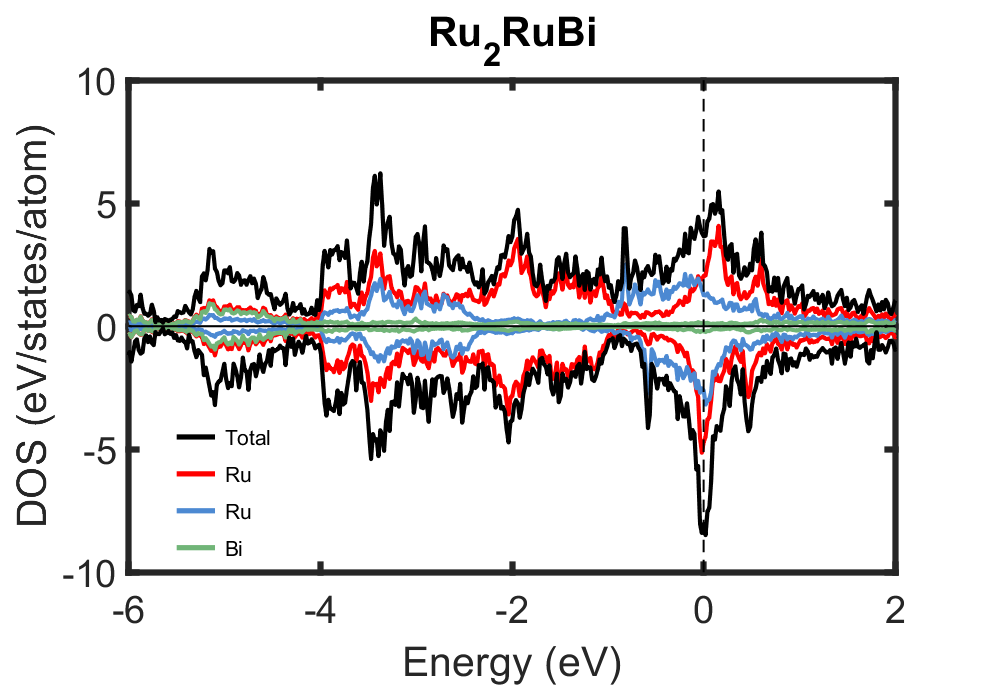 Ru2RuBi
10
5
0
-5
-10
DOS (eV/states/atom)
Total
Ru
Ru
Bi
-6 -4 -2 0 2
Energy (eV)